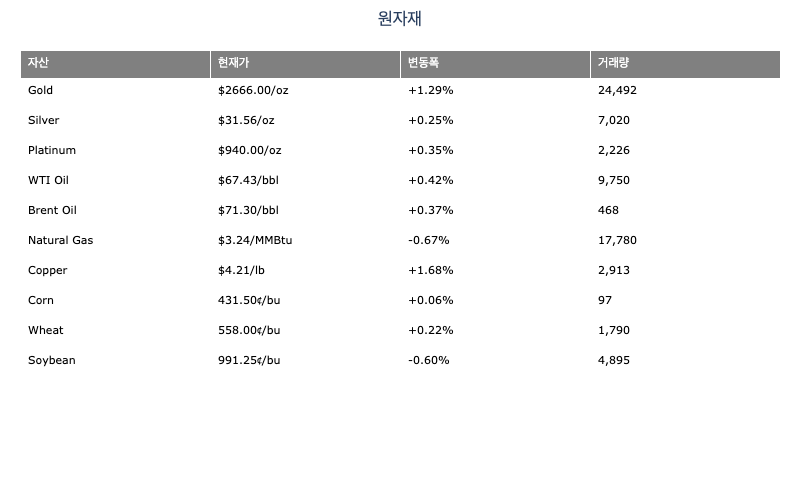 원자재
자산 현재가 변동폭 거래량
Gold $2666.00/oz +1.29% 24,492
Silver $31.56/oz +0.25% 7,020
Platinum $940.00/oz +0.35% 2,226
WTI Oil $67.43/bbl +0.42% 9,750
Brent Oil $71.30/bbl +0.37% 468
Natural Gas $3.24/MMBtu -0.67% 17,780
Copper $4.21/lb +1.68% 2,913
Corn 431.50¢/bu +0.06% 97
Wheat 558.00¢/bu +0.22% 1,790
Soybean 991.25¢/bu -0.60% 4,895